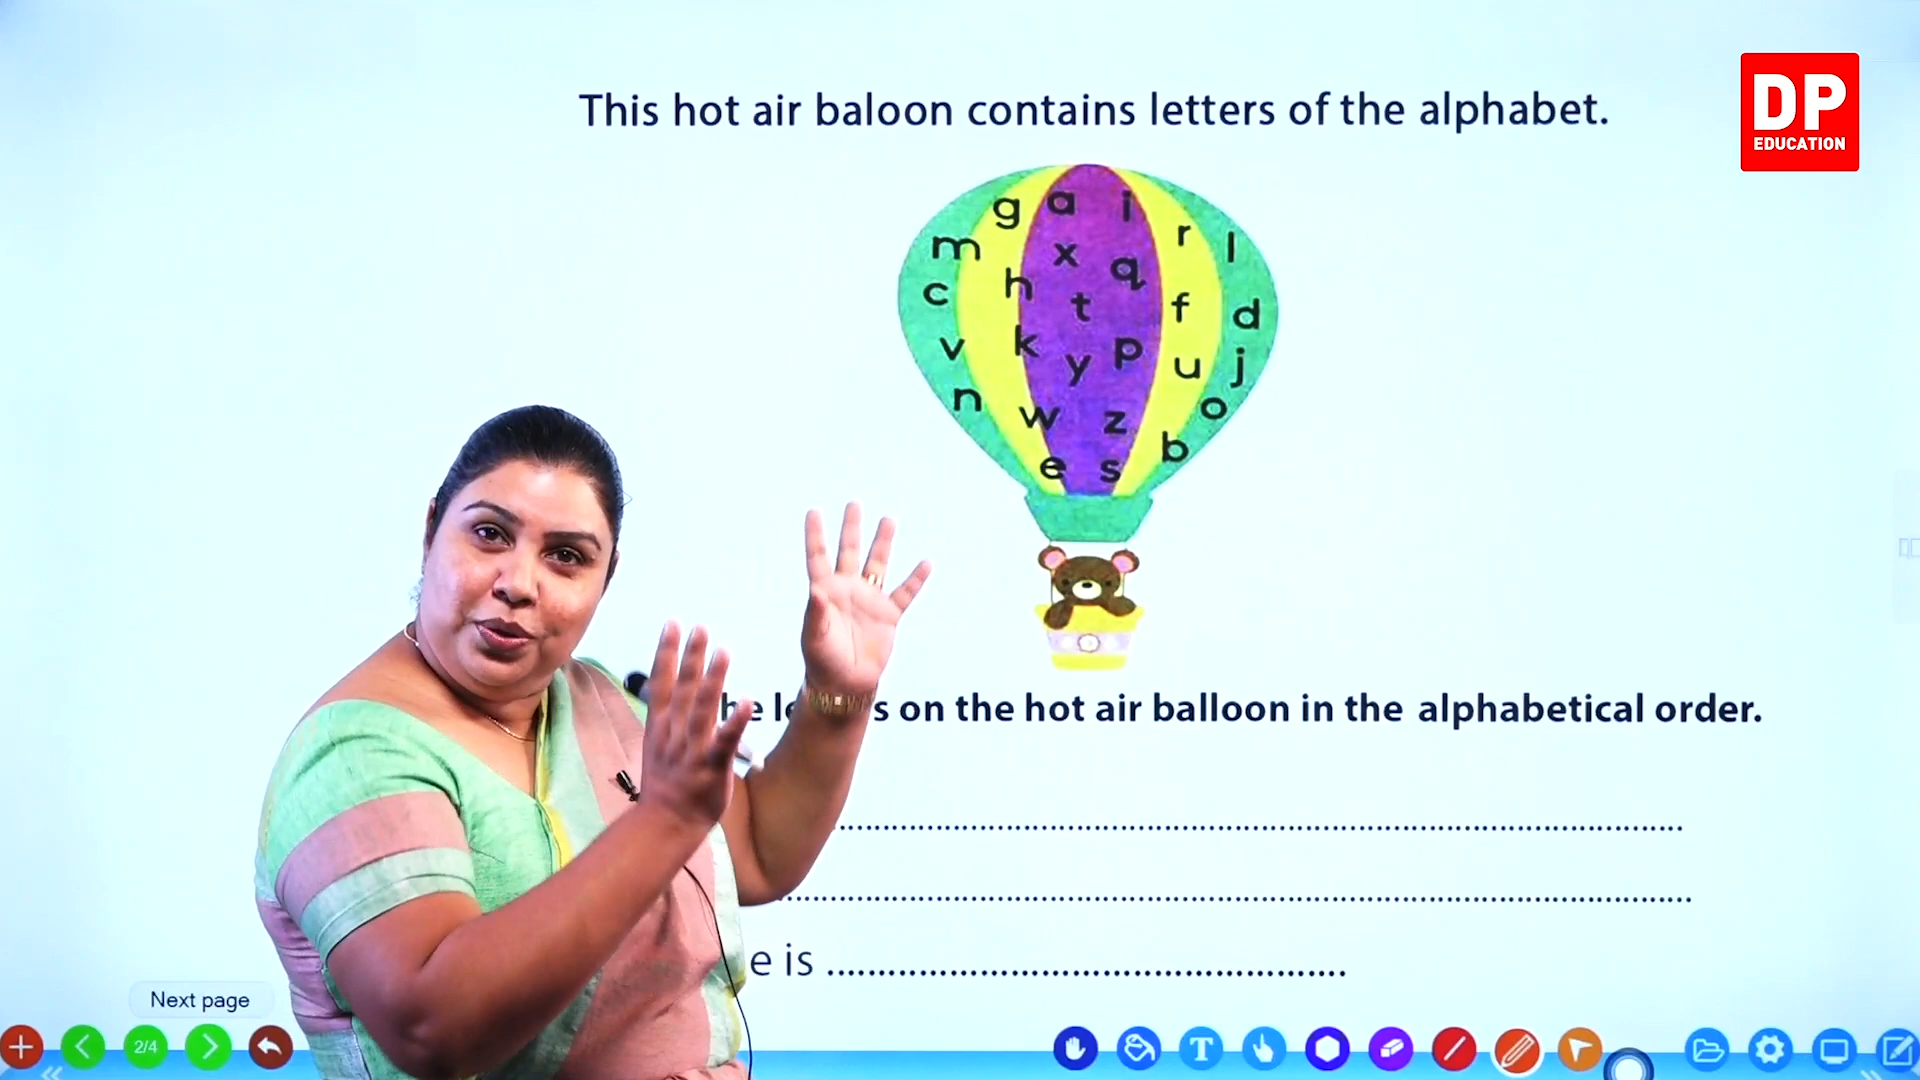 DP
EDUCATION
This hot air baloon contains letters of the alphabet.
g a i
m x q r l
c h t f d
v k y p u j
n w z o
e s b
on the hot air balloon in the alphabetical order.
is
Next page
2/4
T